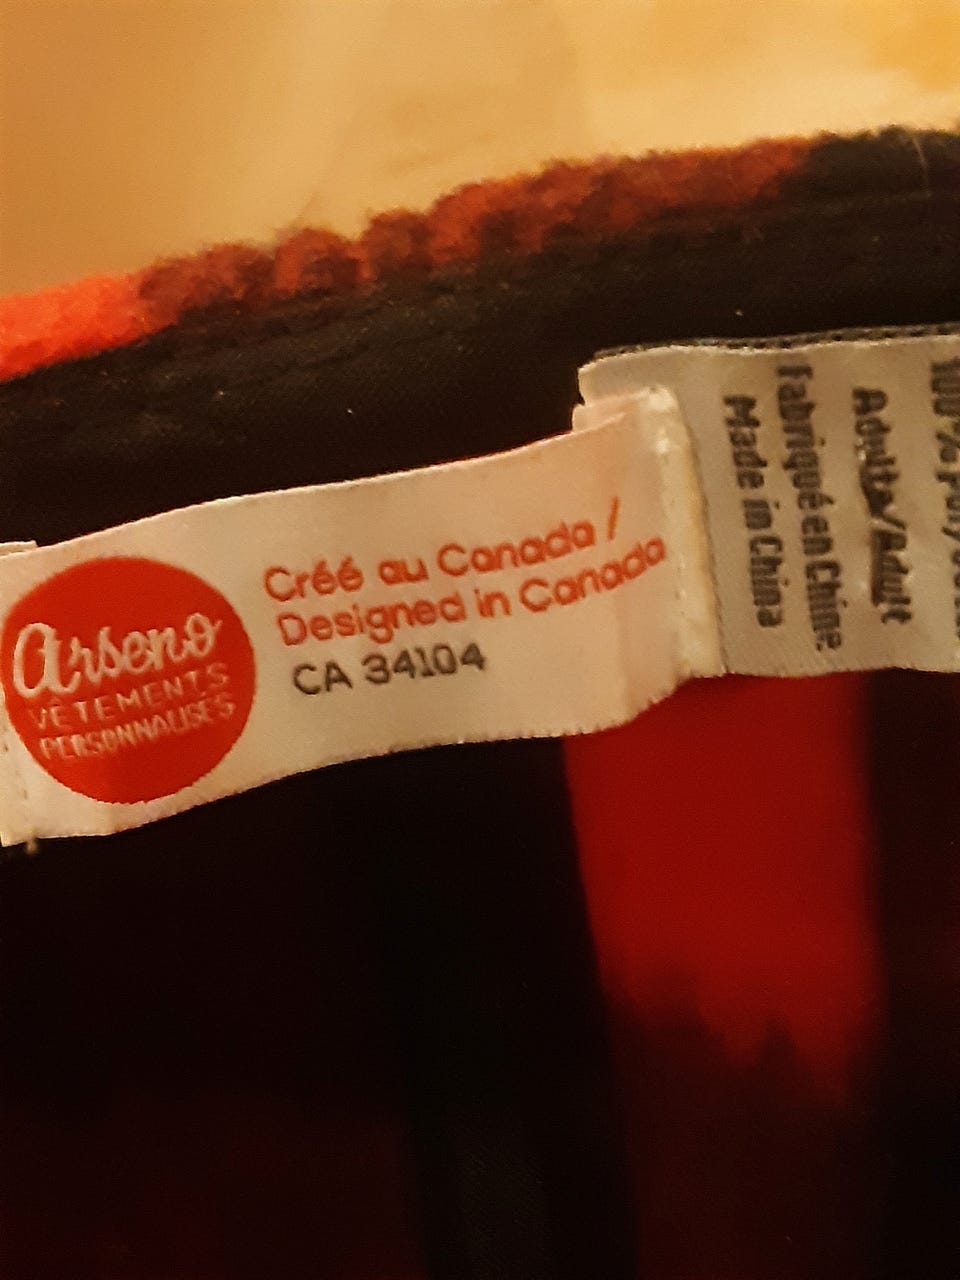 arseno
VÊTEMENTS
PERSONNALISÉS
Créé au Canada /
Designed in Canada
CA 34104
100 %
Adulte/Adult
Fabriqué en Chine
Made in China